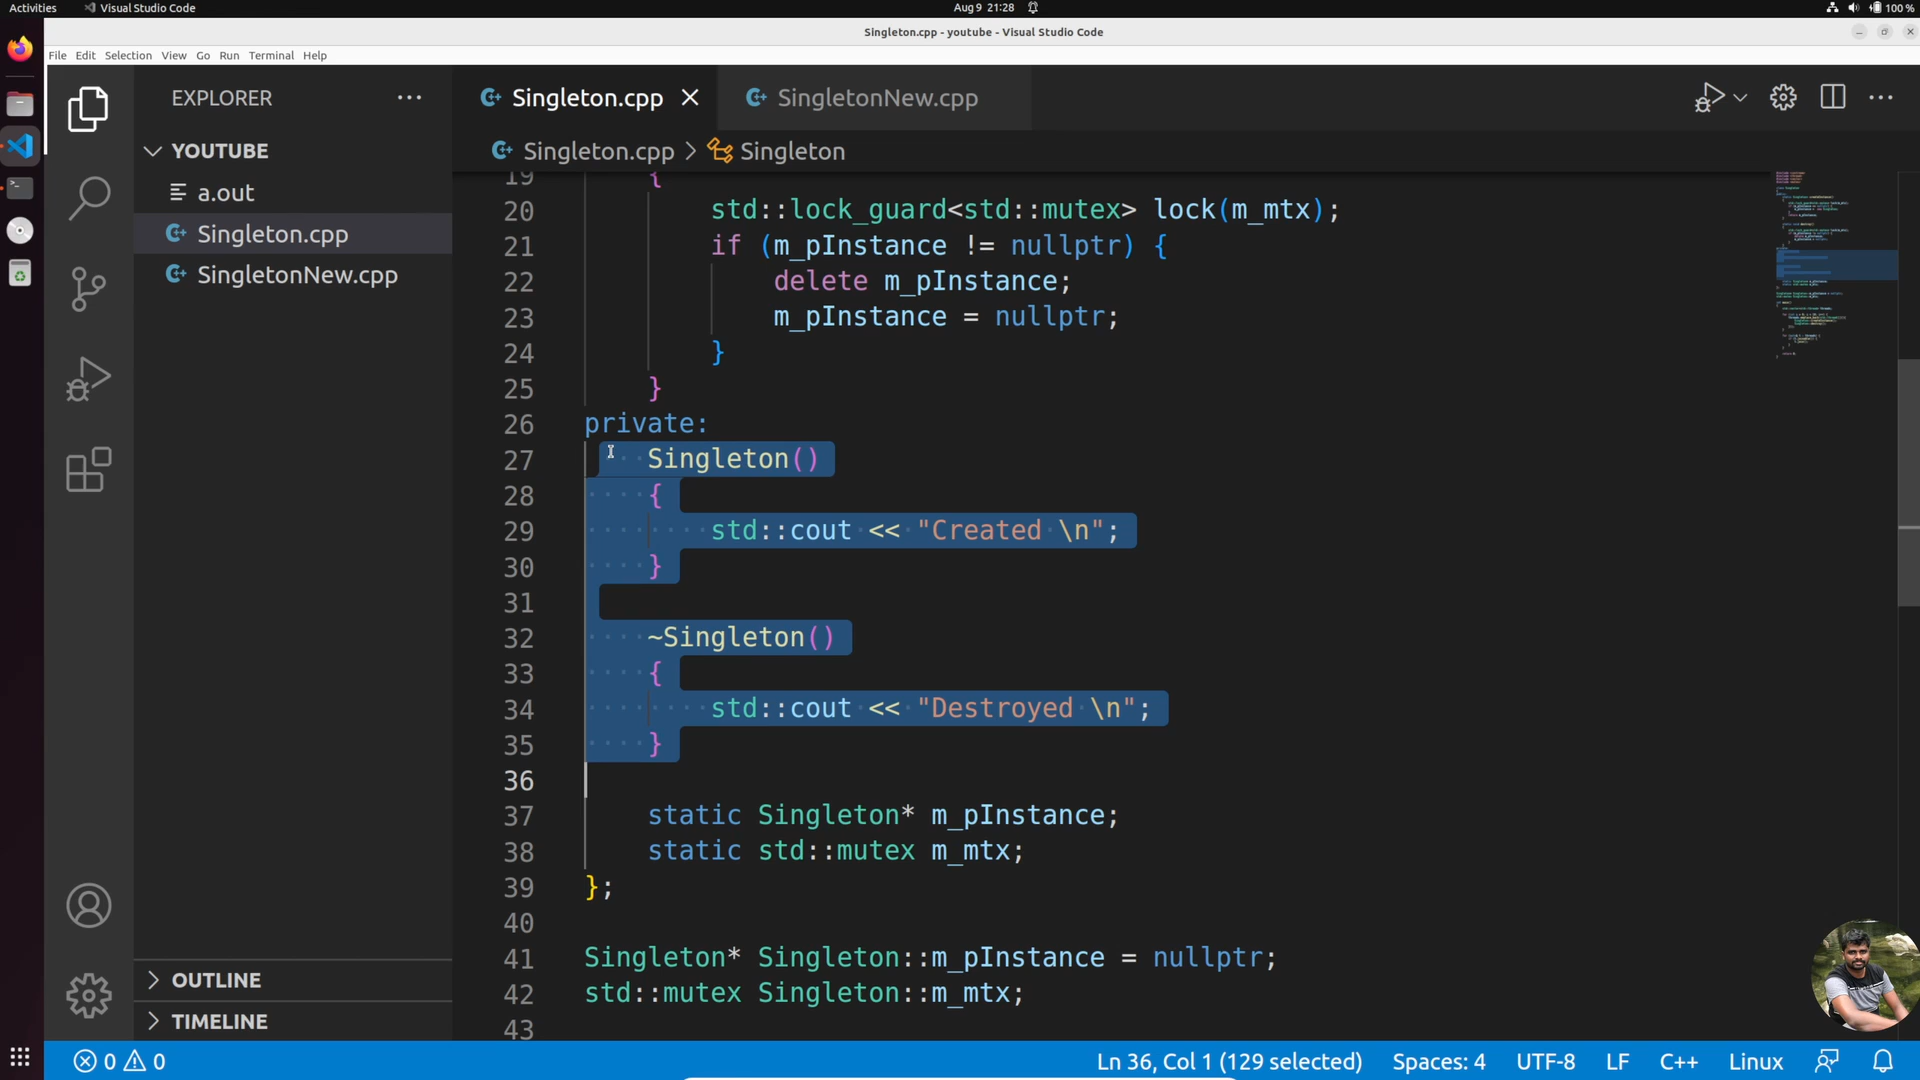 Activities
Visual Studio Code
Aug 9 21:28
100 %
Singleton.cpp - youtube - Visual Studio Code
File Edit Selection View Go Run Terminal Help
EXPLORER
YOUTUBE
a.out
Singleton.cpp
SingletonNew.cpp
OUTLINE
TIMELINE
Singleton.cpp
SingletonNew.cpp
Singleton.cpp > Singleton
19 {
20 std::lock_guard<std::mutex> lock(m_mtx);
21 if (m_pInstance != nullptr) {
22 delete m_pInstance;
23 m_pInstance = nullptr;
24 }
25 }
26 private:
27 Singleton()
28 {
29 std::cout << "Created \n";
30 }
31
32 ~Singleton()
33 {
34 std::cout << "Destroyed \n";
35 }
36
37 static Singleton* m_pInstance;
38 static std::mutex m_mtx;
39 };
40
41 Singleton* Singleton::m_pInstance = nullptr;
42 std::mutex Singleton::m_mtx;
43
0 0
Ln 36, Col 1 (129 selected)
Spaces: 4
UTF-8
LF
C++
Linux